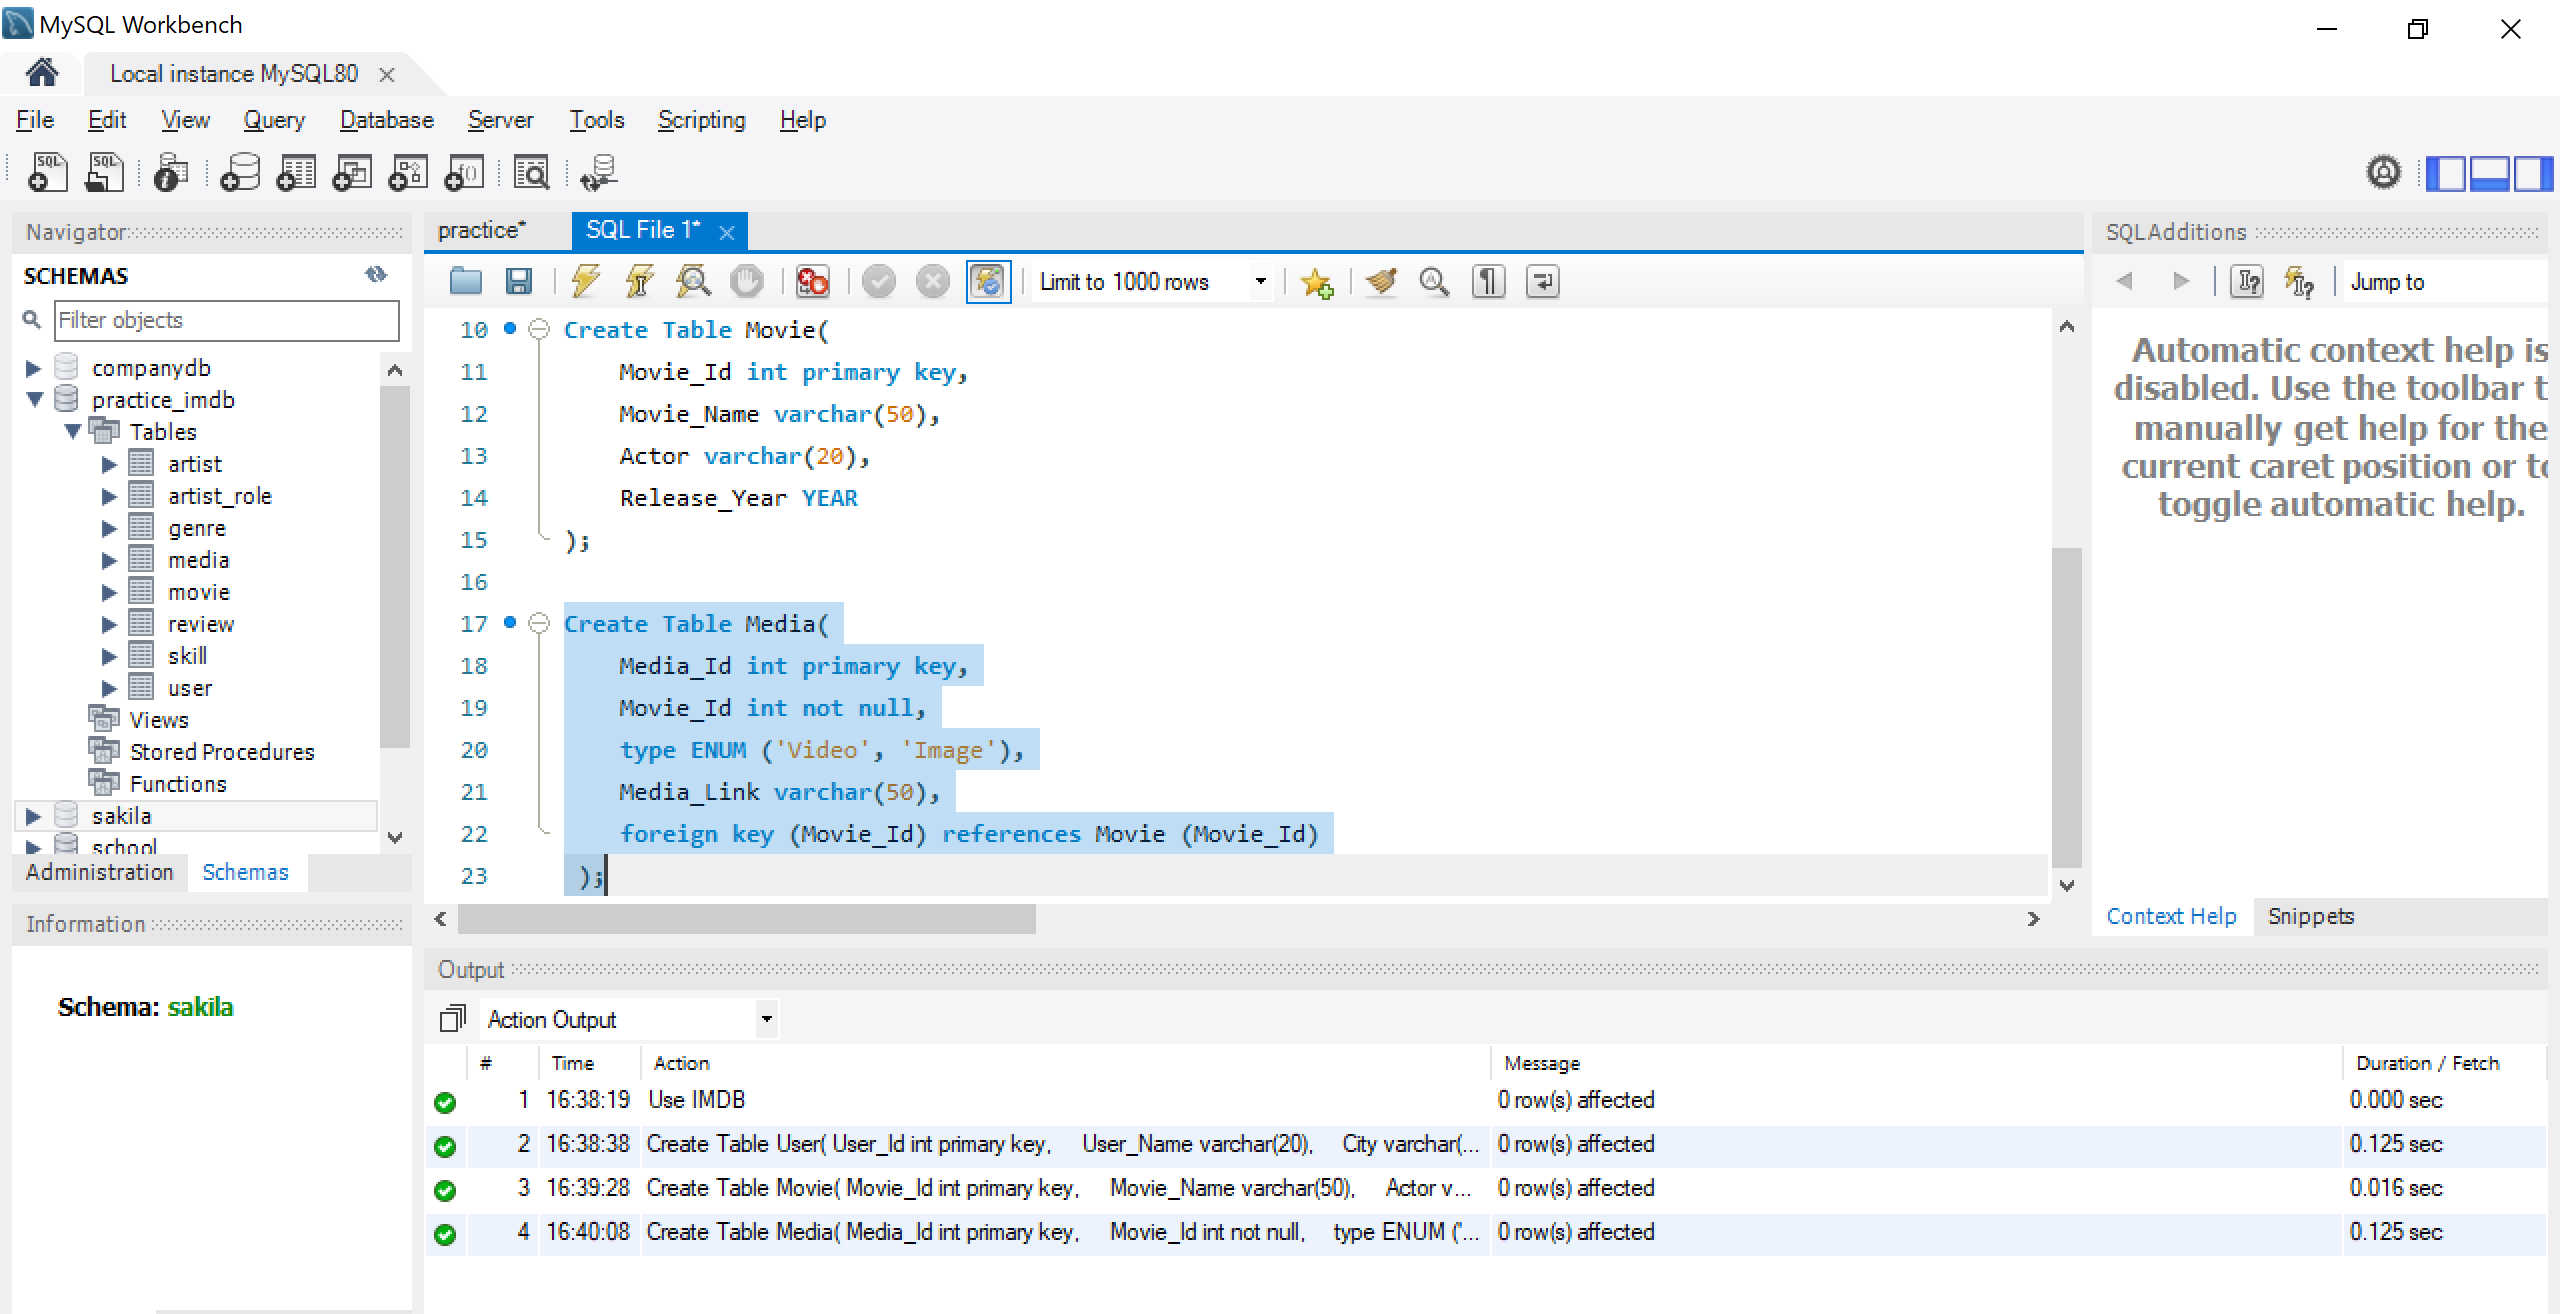 MySQL Workbench
Local instance MySQL80
File Edit View Query Database Server Tools Scripting Help
Navigator
SCHEMAS
Filter objects
companydb
practice_imdb
Tables
artist
artist_role
genre
media
movie
review
skill
user
Views
Stored Procedures
Functions
sakila
school
Administration Schemas
Information
Schema: sakila
practice* SQL File 1*
Limit to 1000 rows
10 Create Table Movie(
11 Movie_Id int primary key,
12 Movie_Name varchar(50),
13 Actor varchar(20),
14 Release_Year YEAR
15 );
16
17 Create Table Media(
18 Media_Id int primary key,
19 Movie_Id int not null,
20 type ENUM ('Video', 'Image'),
21 Media_Link varchar(50),
22 foreign key (Movie_Id) references Movie (Movie_Id)
23 );
SQLAdditions
Jump to
Automatic context help is
disabled. Use the toolbar t
manually get help for the
current caret position or to
toggle automatic help.
Context Help Snippets
Output
Action Output
# Time Action Message Duration / Fetch
1 16:38:19 Use IMDB 0 row(s) affected 0.000 sec
2 16:38:38 Create Table User( User_Id int primary key, User_Name varchar(20), City varchar(... 0 row(s) affected 0.125 sec
3 16:39:28 Create Table Movie( Movie_Id int primary key, Movie_Name varchar(50), Actor v... 0 row(s) affected 0.016 sec
4 16:40:08 Create Table Media( Media_Id int primary key, Movie_Id int not null, type ENUM ('... 0 row(s) affected 0.125 sec